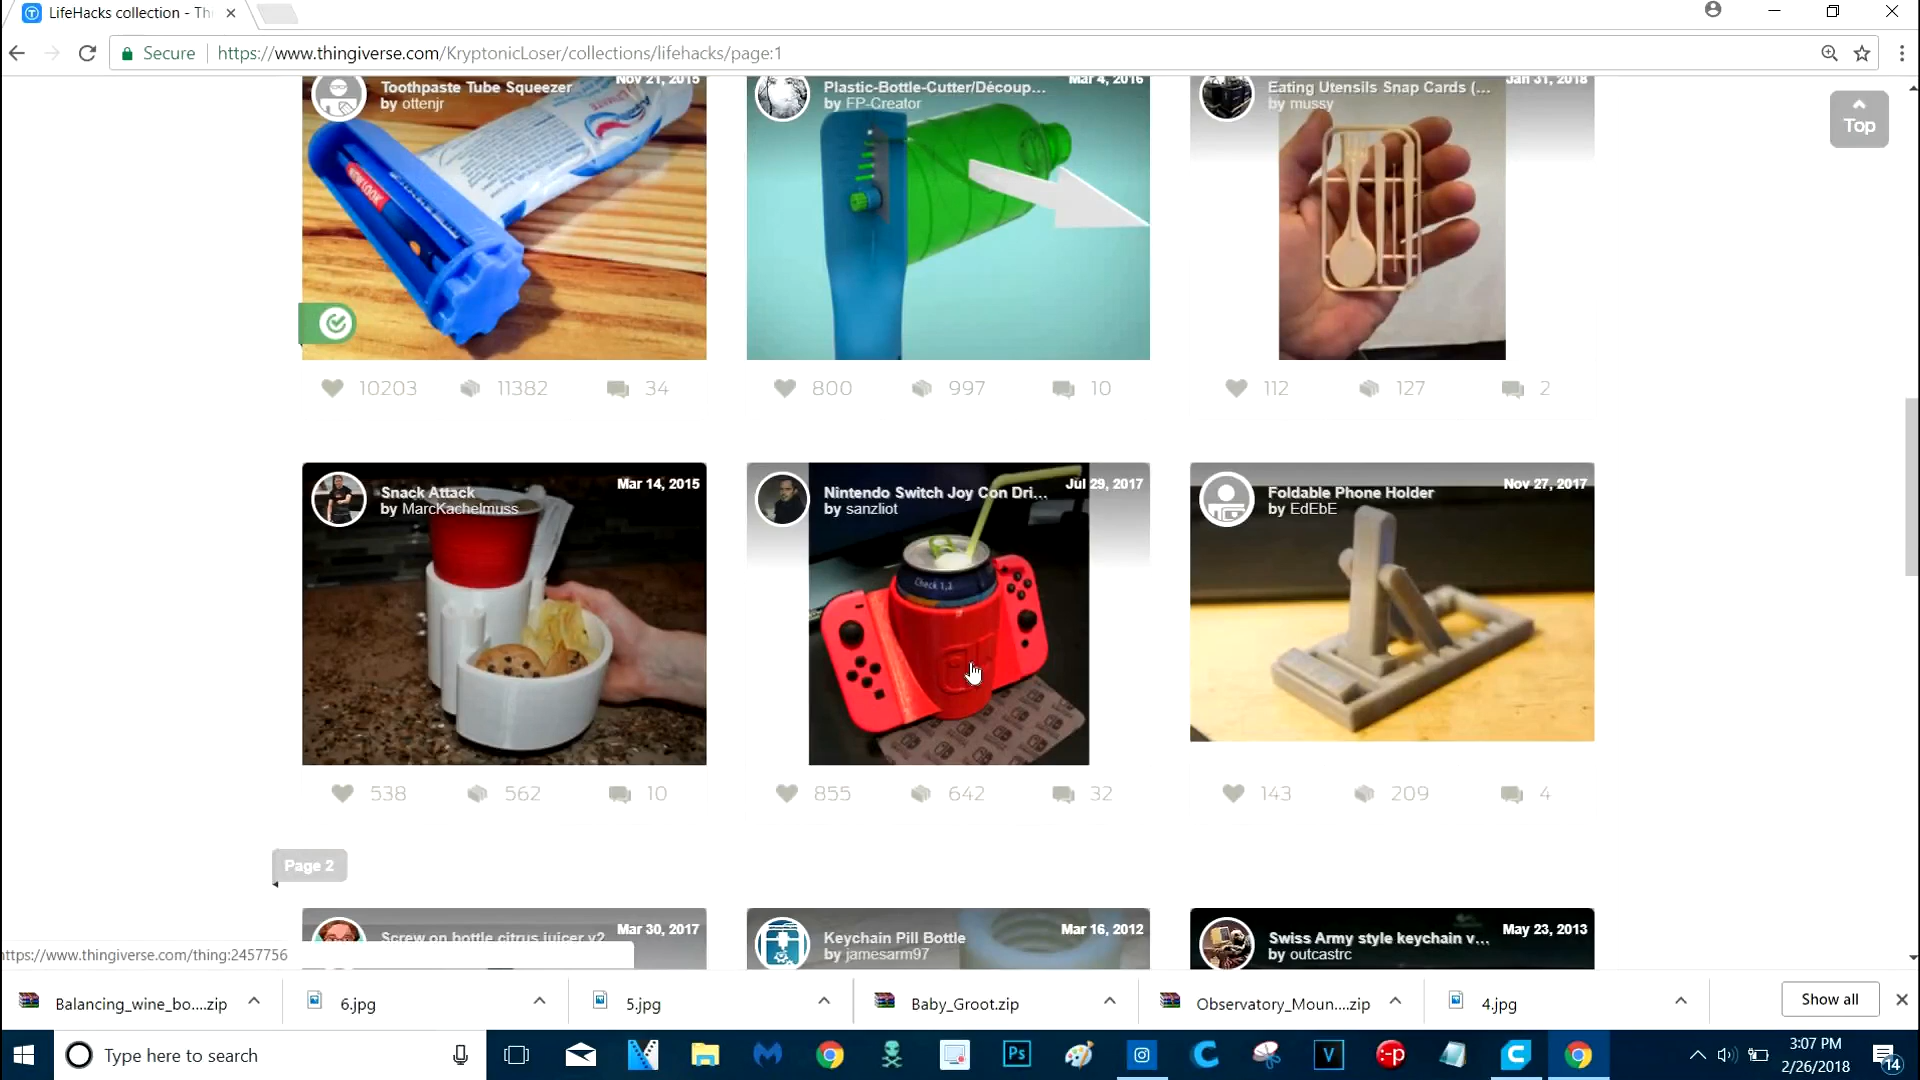 LifeHacks collection - Th
Secure
https://www.thingiverse.com/KryptonicLoser/collections/lifehacks/page:1
Top
Toothpaste Tube Squeezer
by ottenjr
Nov 21, 2015
Plastic-Bottle-Cutter/Découp...
by FP-Creator
Mar 4, 2016
Eating Utensils Snap Cards (...
by mussy
Jan 31, 2018
10203 11382 34
800 997 10
112 127 2
Snack Attack
by MarcKachelmuss
Mar 14, 2015
Nintendo Switch Joy Con Dri...
by sanzliot
Jul 29, 2017
Check 1,2
Foldable Phone Holder
by EdEbE
Nov 27, 2017
538 562 10
855 642 32
143 209 4
Page 2
Screw on bottle citrus juicer v2
Mar 30, 2017
Keychain Pill Bottle
by jamesarm97
Mar 16, 2012
Swiss Army style keychain v...
by outcastrc
May 23, 2013
https://www.thingiverse.com/thing:2457756
Balancing_wine_bo....zip
6.jpg
5.jpg
Baby_Groot.zip
Observatory_Moun....zip
4.jpg
Show all
Type here to search
Ps
V
:-p
3:07 PM
2/26/2018
14